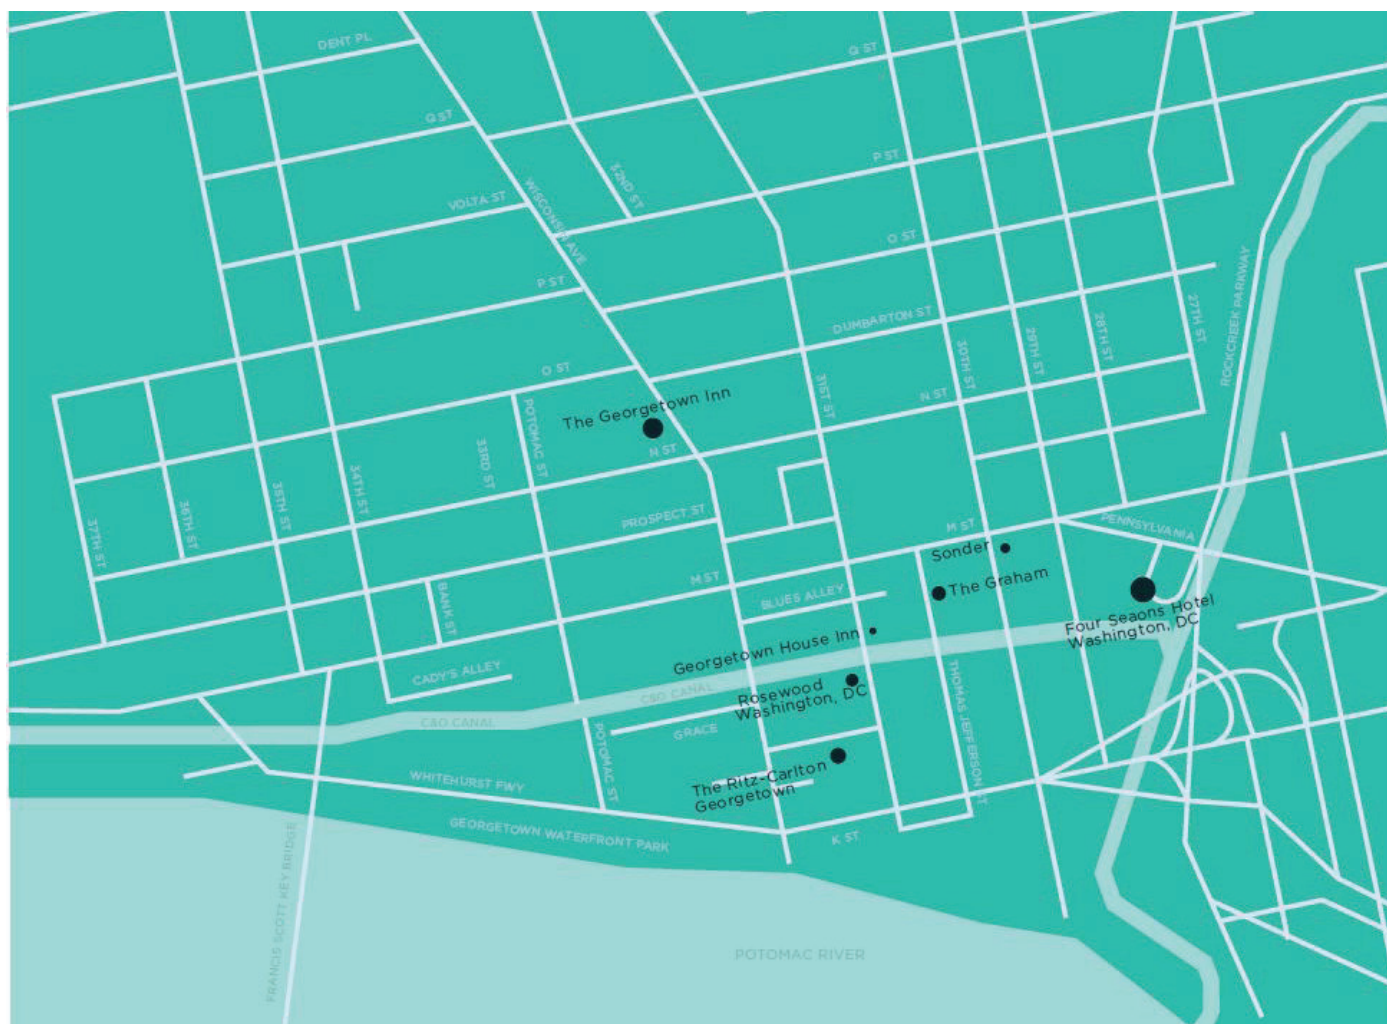 DENT PL
Q ST
Q ST
P ST
32ND ST
WISCONSIN AVE
VOLTA ST
O ST
ROCKCREEK PARKWAY
P ST
DUMBARTON ST
27TH ST
28TH ST
29TH ST
30TH ST
O ST
31ST ST
N ST
The Georgetown Inn
POTOMAC ST
N ST
33RD ST
34TH ST
35TH ST
36TH ST
37TH ST
PROSPECT ST
M ST
PENNSYLVANIA
Sonder
M ST
The Graham
BLUES ALLEY
BANK ST
Four Seaons Hotel
Washington, DC
Georgetown House Inn
CADY'S ALLEY
C&O CANAL
Rosewood
Washington, DC
C&O CANAL
GRACE
THOMAS JEFFERSON ST
POTOMAC ST
The Ritz-Carlton
Georgetown
WHITEHURST FWY
GEORGETOWN WATERFRONT PARK
K ST
FRANCIS SCOTT KEY BRIDGE
POTOMAC RIVER